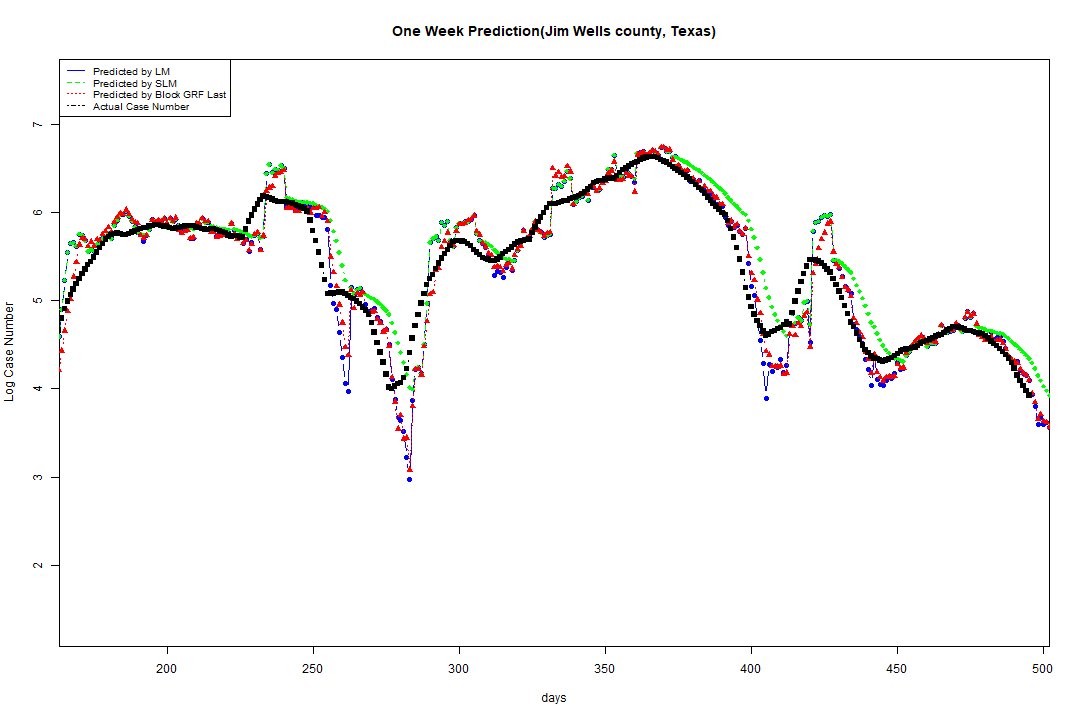 One Week Prediction(Jim Wells county, Texas)
Predicted by LM
Predicted by SLM
Predicted by Block GRF Last
Actual Case Number
7
6
5
4
3
2
Log Case Number
200 250 300 350 400 450 500
days